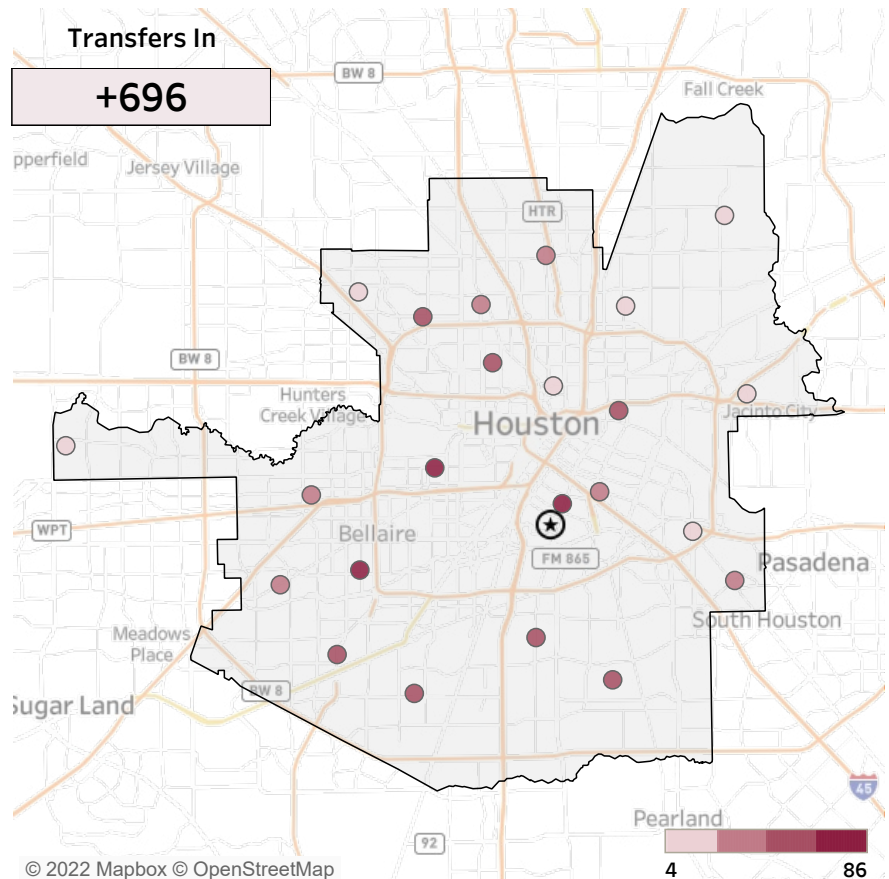 Transfers In
+696
BW 8
Fall Creek
pperfield
Jersey Village
HTR
BW 8
Hunters
Creek Village
Jacinto City
Houston
WPT
Bellaire
FM 865
Pasadena
South Houston
Meadows
Place
BW 8
Sugar Land
45
Pearland
92
4
86
© 2022 Mapbox © OpenStreetMap